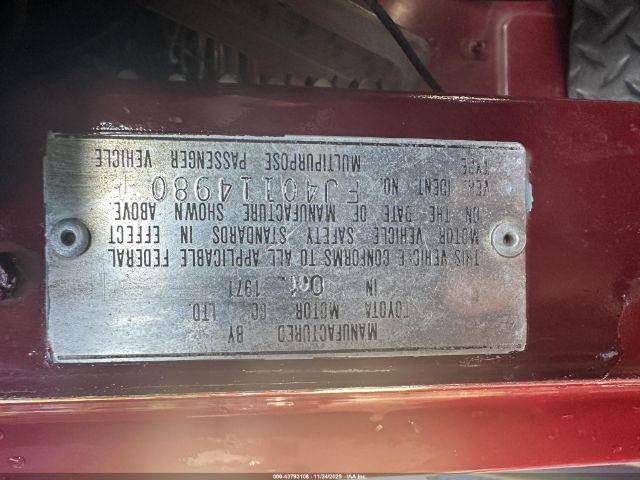 MANUFACTURED BY
TOYOTA MOTOR CO LTD.
IN 1971
THIS VEHICLE CONFORMS TO ALL APPLICABLE FEDERAL
MOTOR VEHICLE SAFETY STANDARDS IN EFFECT
ON THE DATE OF MANUFACTURE SHOWN ABOVE
VEH. IDENT NO. FJ40114980
TYPE MULTIPURPOSE PASSENGER VEHICLE
000-43793108 - 11/24/2025 - IAA Inc.